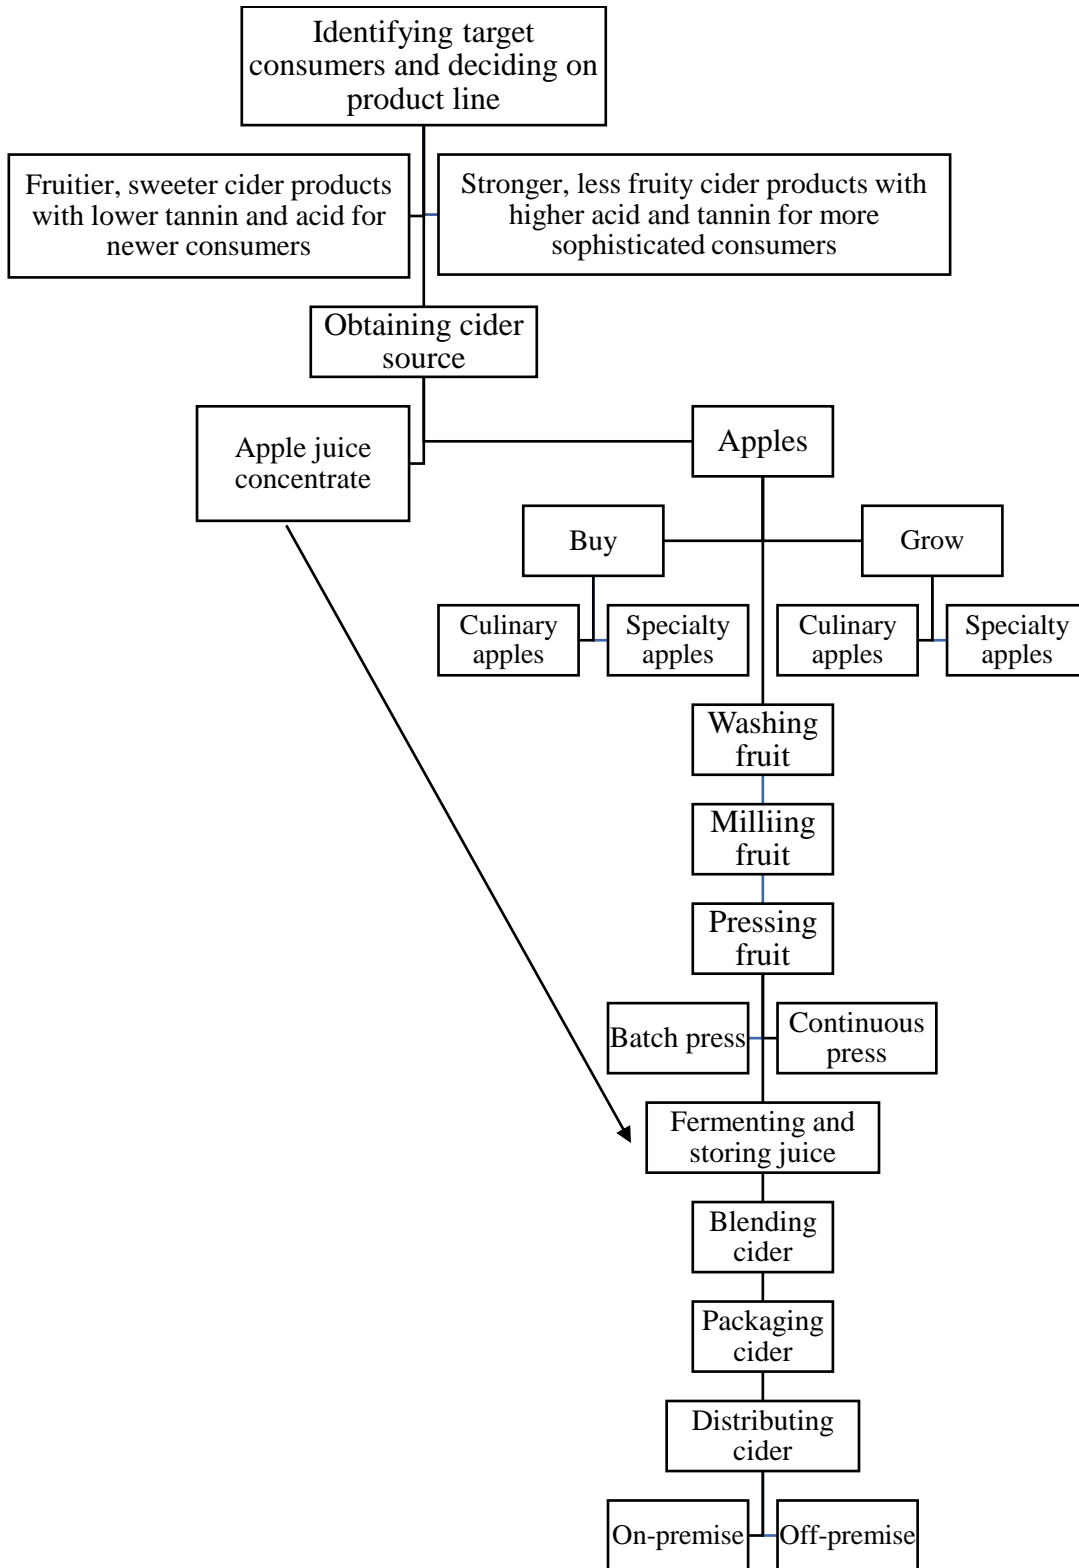 Identifying target
consumers and deciding on
product line
Fruitier, sweeter cider products
with lower tannin and acid for
newer consumers
Stronger, less fruity cider products with
higher acid and tannin for more
sophisticated consumers
Obtaining cider
source
Apple juice
concentrate
Apples
Buy
Grow
Culinary
apples
Specialty
apples
Culinary
apples
Specialty
apples
Washing
fruit
Milliing
fruit
Pressing
fruit
Batch press
Continuous
press
Fermenting and
storing juice
Blending
cider
Packaging
cider
Distributing
cider
On-premise
Off-premise